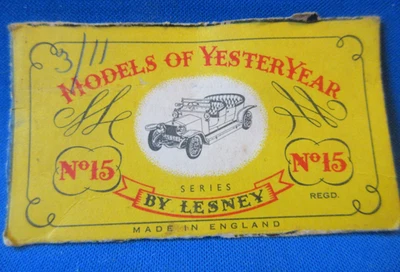 3/11
MODELS OF YESTERYEAR
Nº15
Nº15
SERIES
BY LESNEY
REGD.
MADE IN ENGLAND